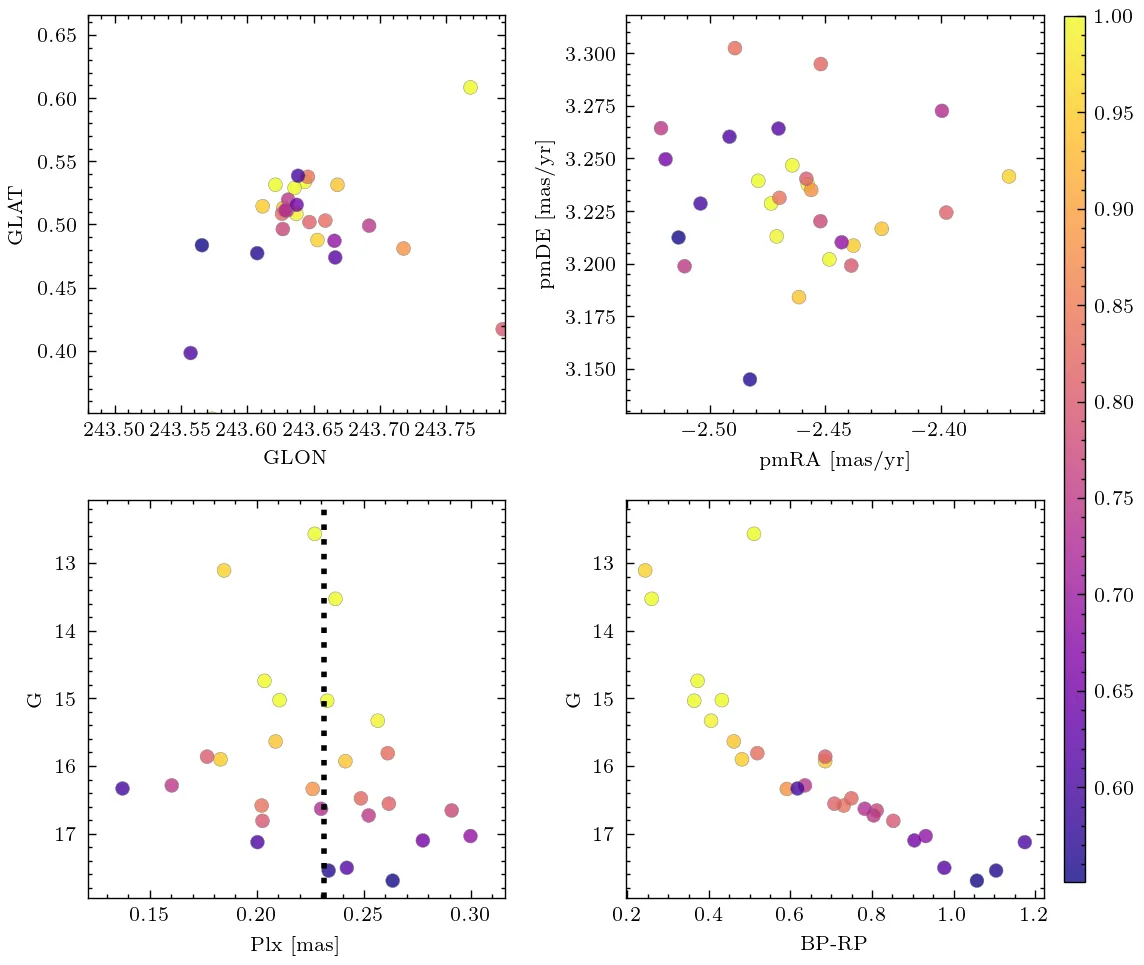 0.65
0.60
0.55
0.50
0.45
0.40
GLAT
243.50 243.55 243.60 243.65 243.70 243.75
GLON
3.300
3.275
3.250
3.225
3.200
3.175
3.150
pmDE [mas/yr]
−2.50 −2.45 −2.40
pmRA [mas/yr]
13
14
15
16
17
G
0.15 0.20 0.25 0.30
Plx [mas]
13
14
15
16
17
G
0.2 0.4 0.6 0.8 1.0 1.2
BP-RP
1.00
0.95
0.90
0.85
0.80
0.75
0.70
0.65
0.60